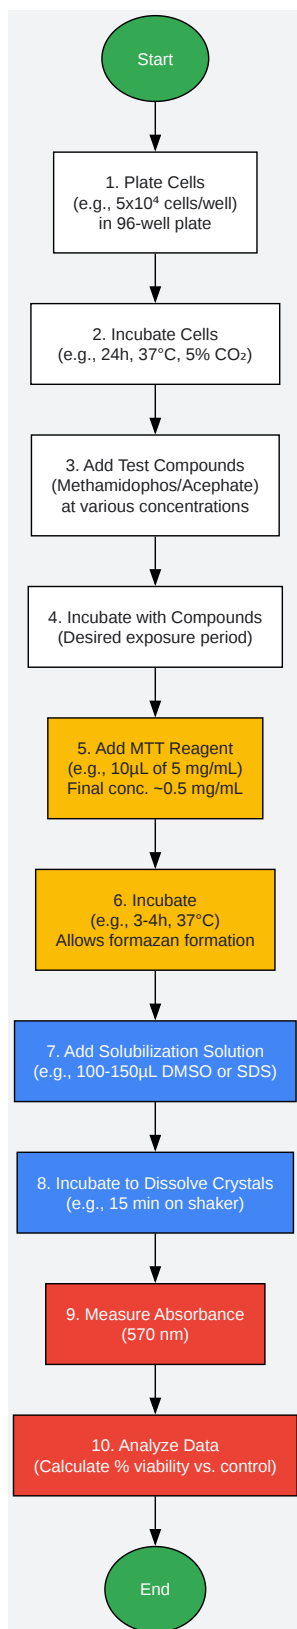 Start
1. Plate Cells
(e.g., 5x10⁴ cells/well)
in 96-well plate
2. Incubate Cells
(e.g., 24h, 37°C, 5% CO₂)
3. Add Test Compounds
(Methamidophos/Acephate)
at various concentrations
4. Incubate with Compounds
(Desired exposure period)
5. Add MTT Reagent
(e.g., 10µL of 5 mg/mL)
Final conc. ~0.5 mg/mL
6. Incubate
(e.g., 3-4h, 37°C)
Allows formazan formation
7. Add Solubilization Solution
(e.g., 100-150µL DMSO or SDS)
8. Incubate to Dissolve Crystals
(e.g., 15 min on shaker)
9. Measure Absorbance
(570 nm)
10. Analyze Data
(Calculate % viability vs. control)
End